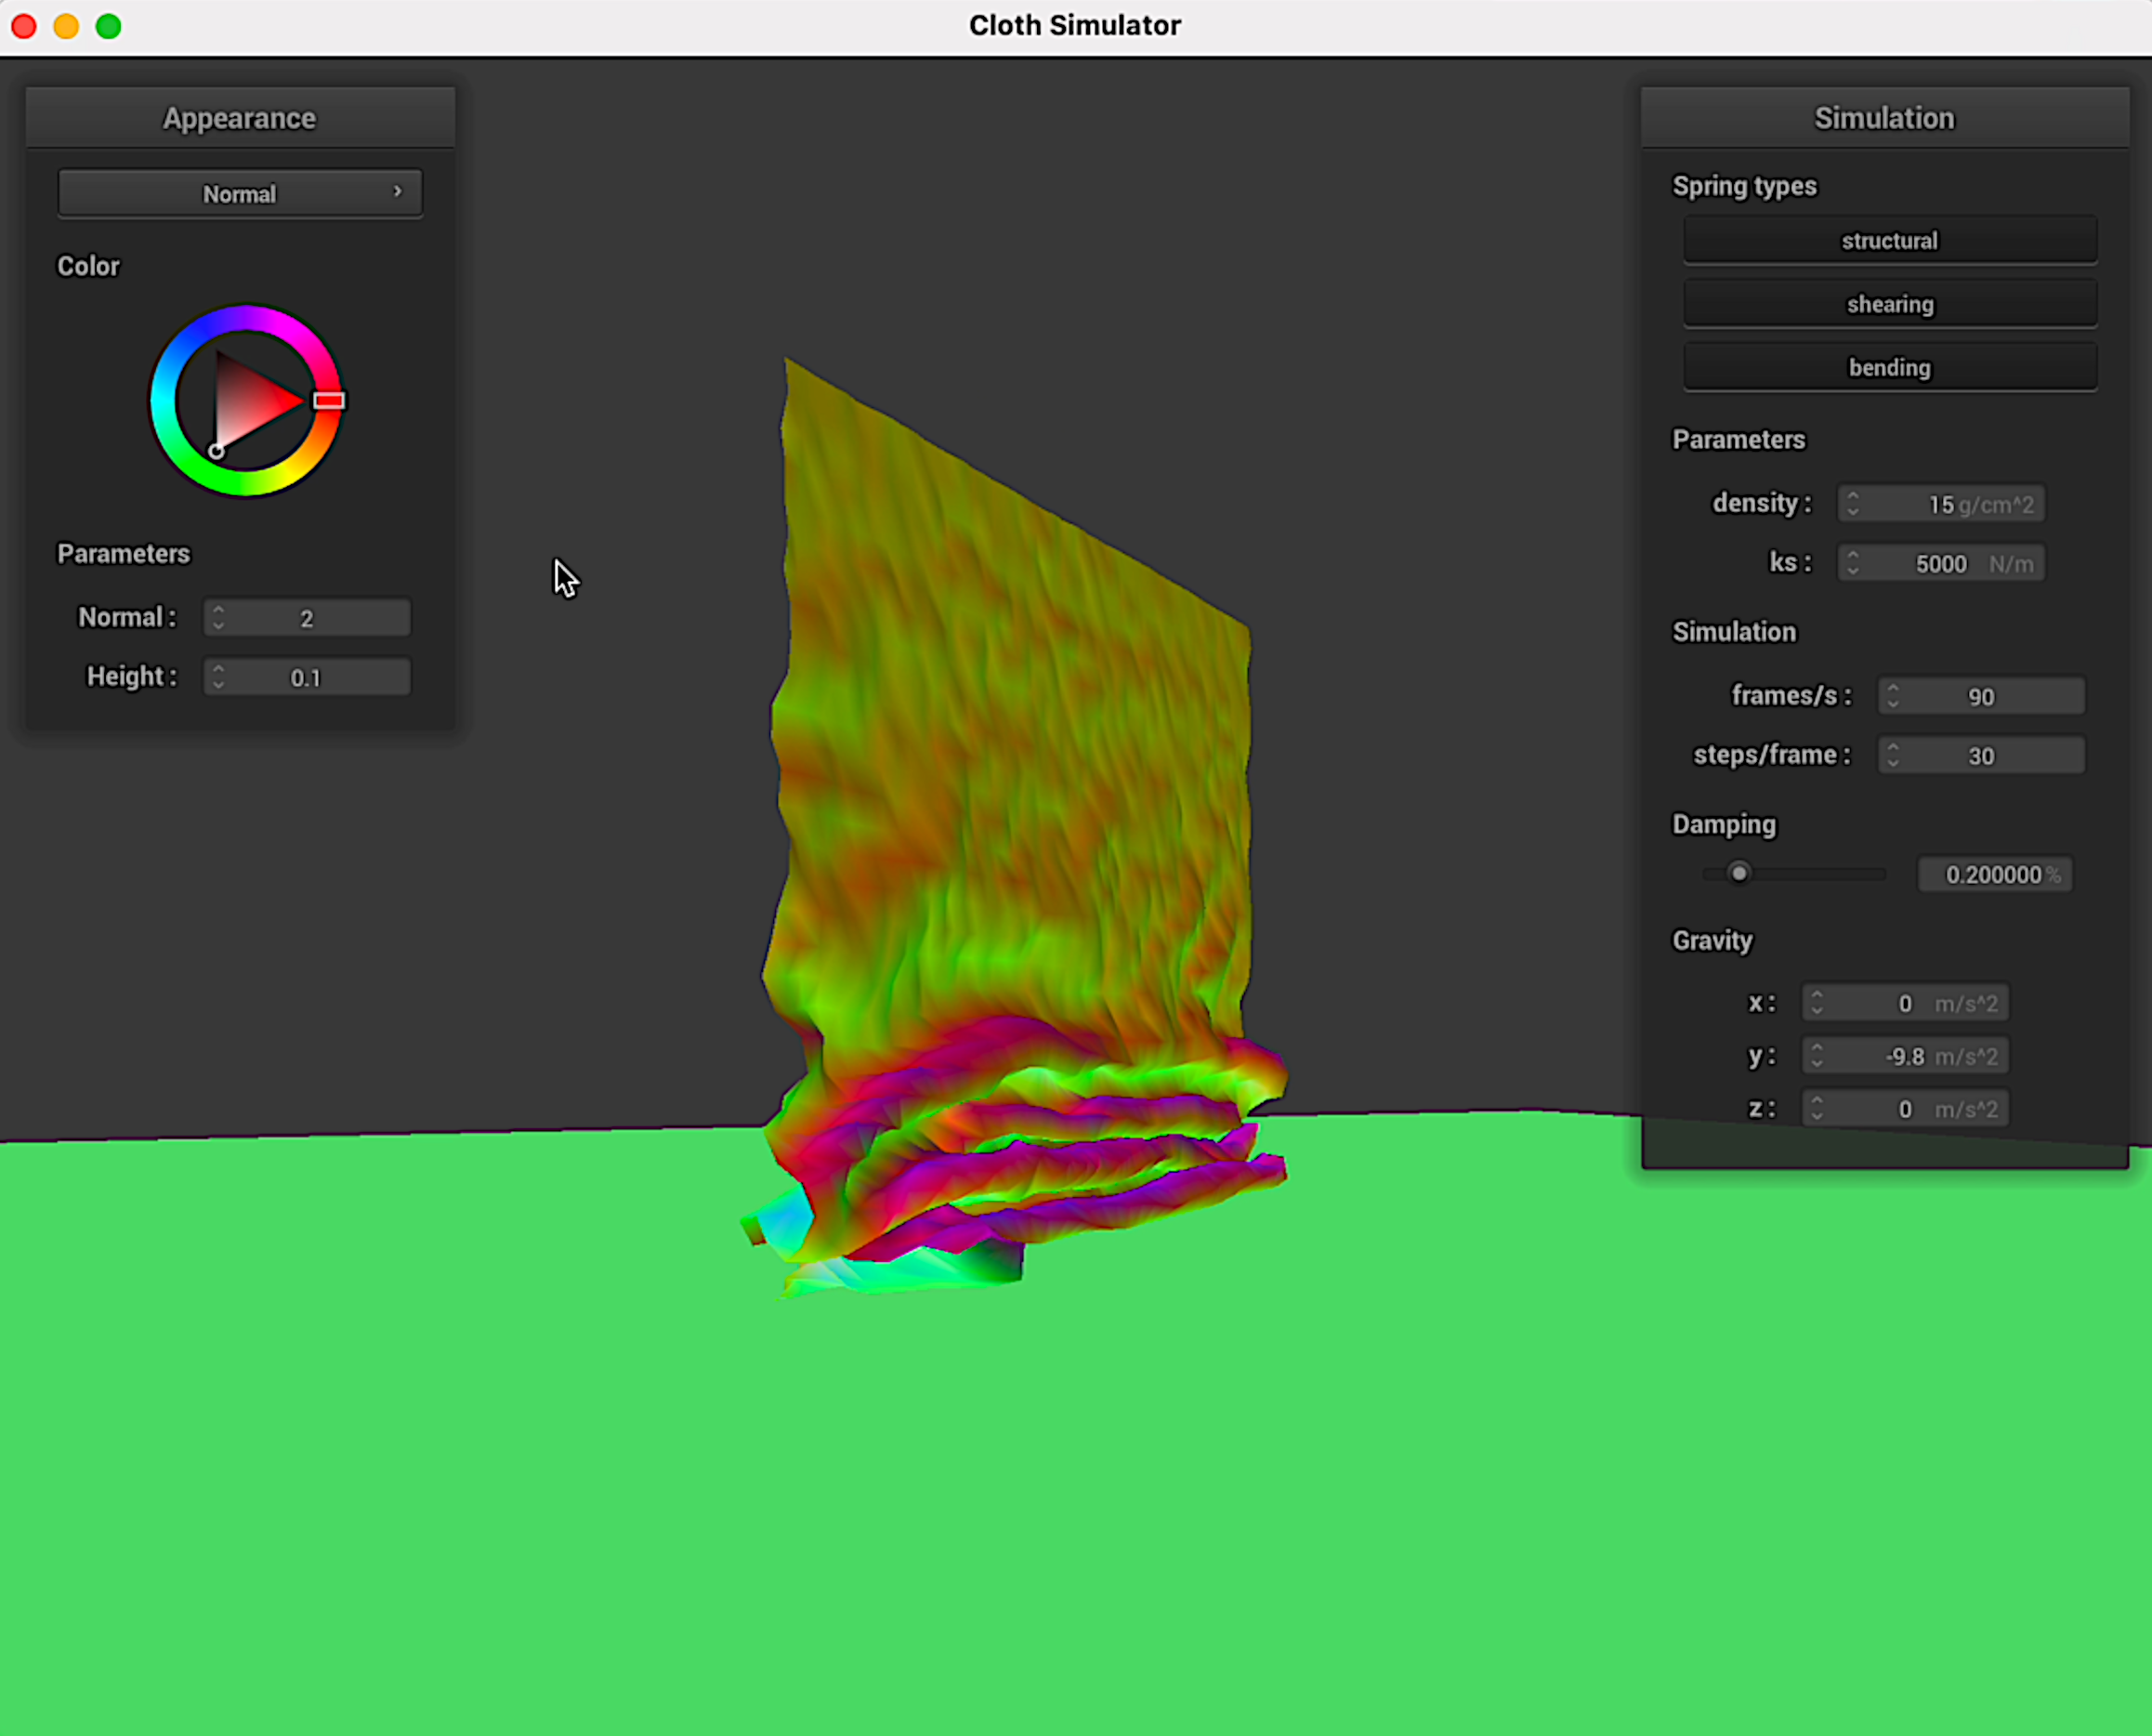 Cloth Simulator
Appearance
Normal
Color
Parameters
Normal : 2
Height : 0.1
Simulation
Spring types
structural
shearing
bending
Parameters
density : 15 g/cm^2
ks : 5000 N/m
Simulation
frames/s : 90
steps/frame : 30
Damping
0.200000 %
Gravity
x : 0 m/s^2
y : -9.8 m/s^2
z : 0 m/s^2